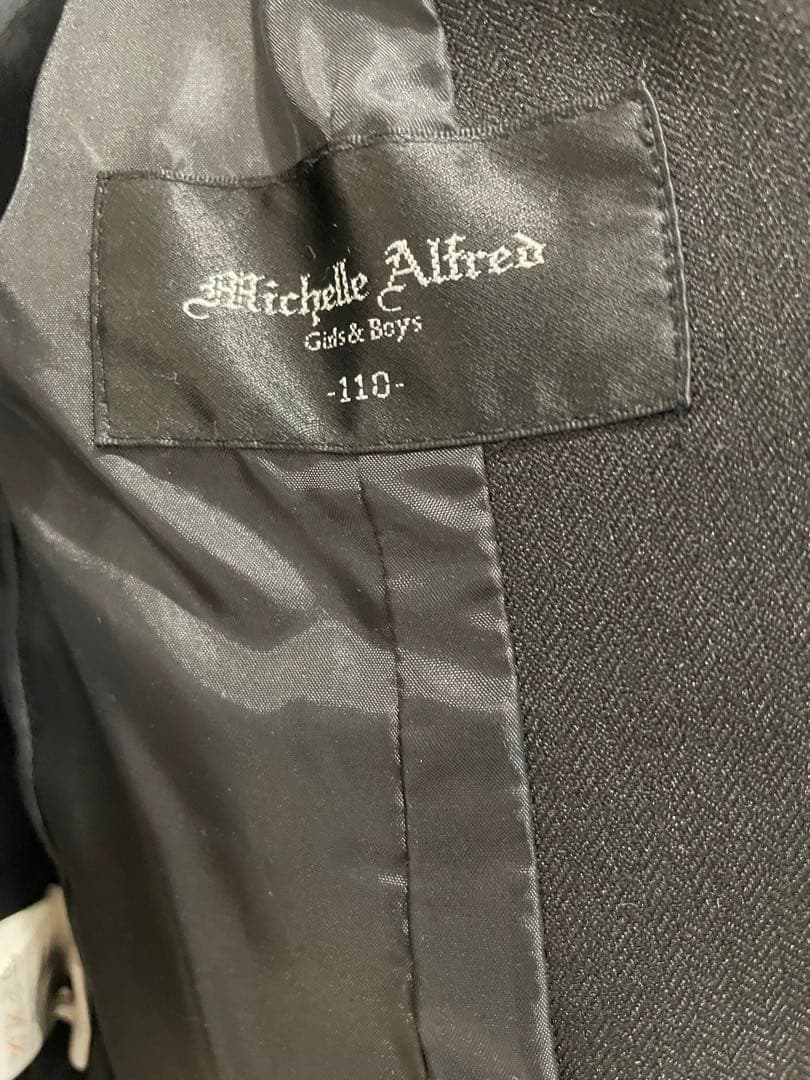 Michelle Alfred
Girls & Boys
-110-